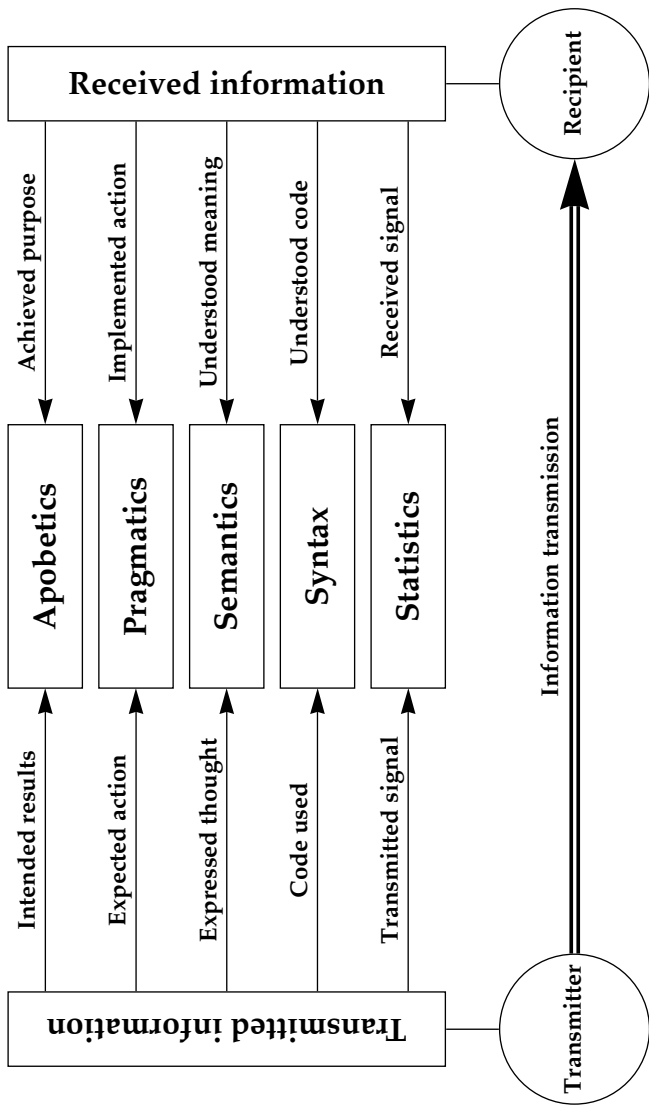 Received information
Recipient
Achieved purpose
Implemented action
Understood meaning
Understood code
Received signal
Apobetics
Pragmatics
Semantics
Syntax
Statistics
Information transmission
Intended results
Expected action
Expressed thought
Code used
Transmitted signal
Transmitted information
Transmitter